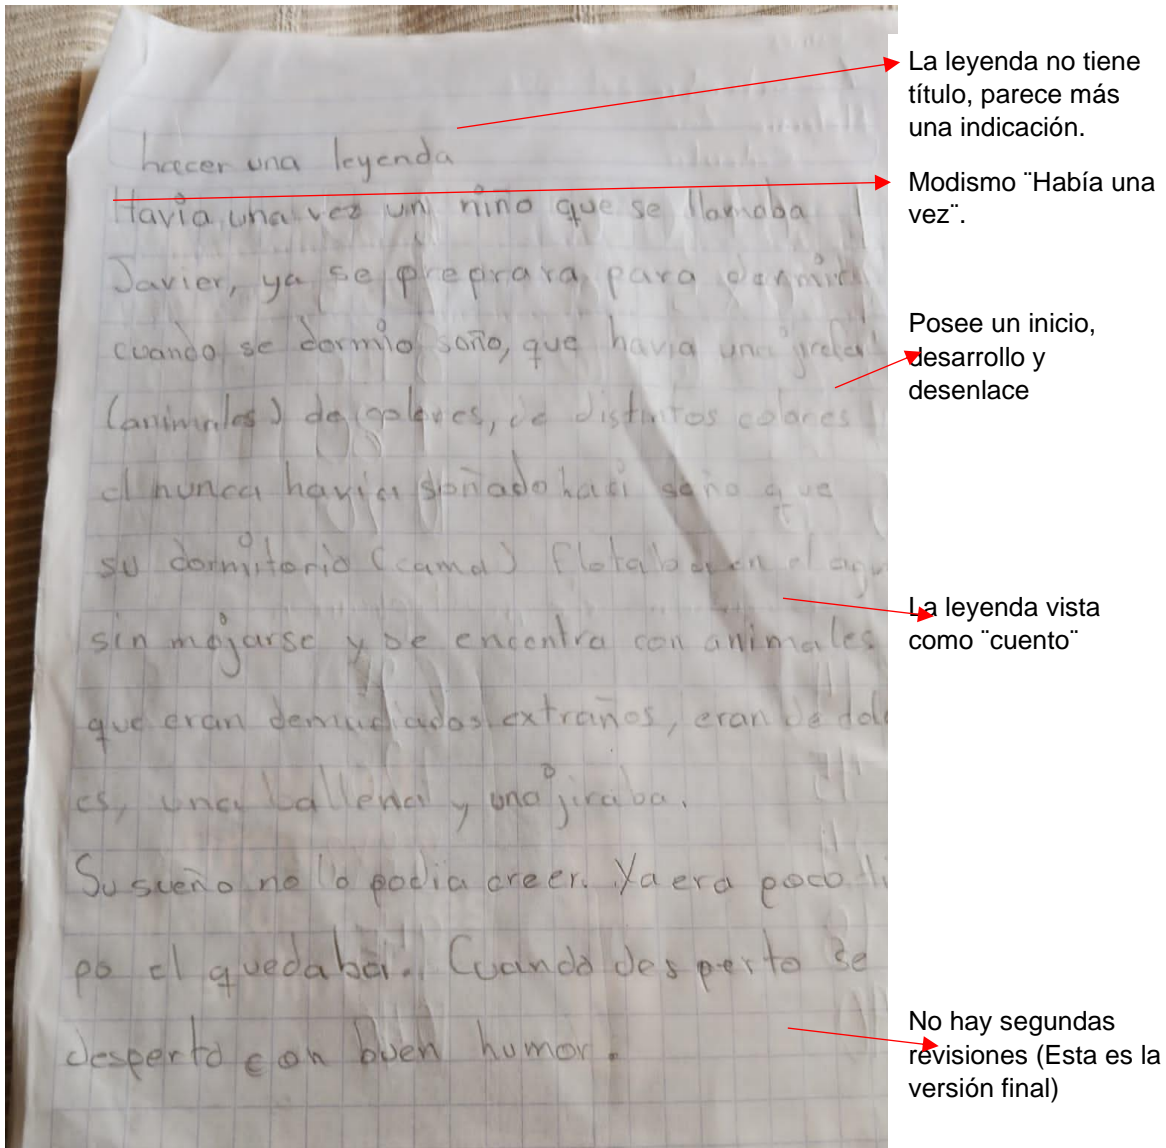 hacer una leyenda
Havia una vez un niño que se llamaba
Javier, ya se preprara para dormir
cuando se dormio soño, que havia una
(animales) de colores, de distintos colores
el nunca havia soñado haci soño que
su dormitorio (cama) flotaba en el agu
sin mojarse y se encontra con animales
que eran demaciados extraños, eran de dolo
es, una ballena y una jiraba.
Su sueño no lo podia creer. Ya era poco ti
po el quedaba. Cuando desperto se
desperto con buen humor.
La leyenda no tiene
título, parece más
una indicación.
Modismo ¨Había una
vez¨.
Posee un inicio,
desarrollo y
desenlace
La leyenda vista
como ¨cuento¨
No hay segundas
revisiones (Esta es la
versión final)